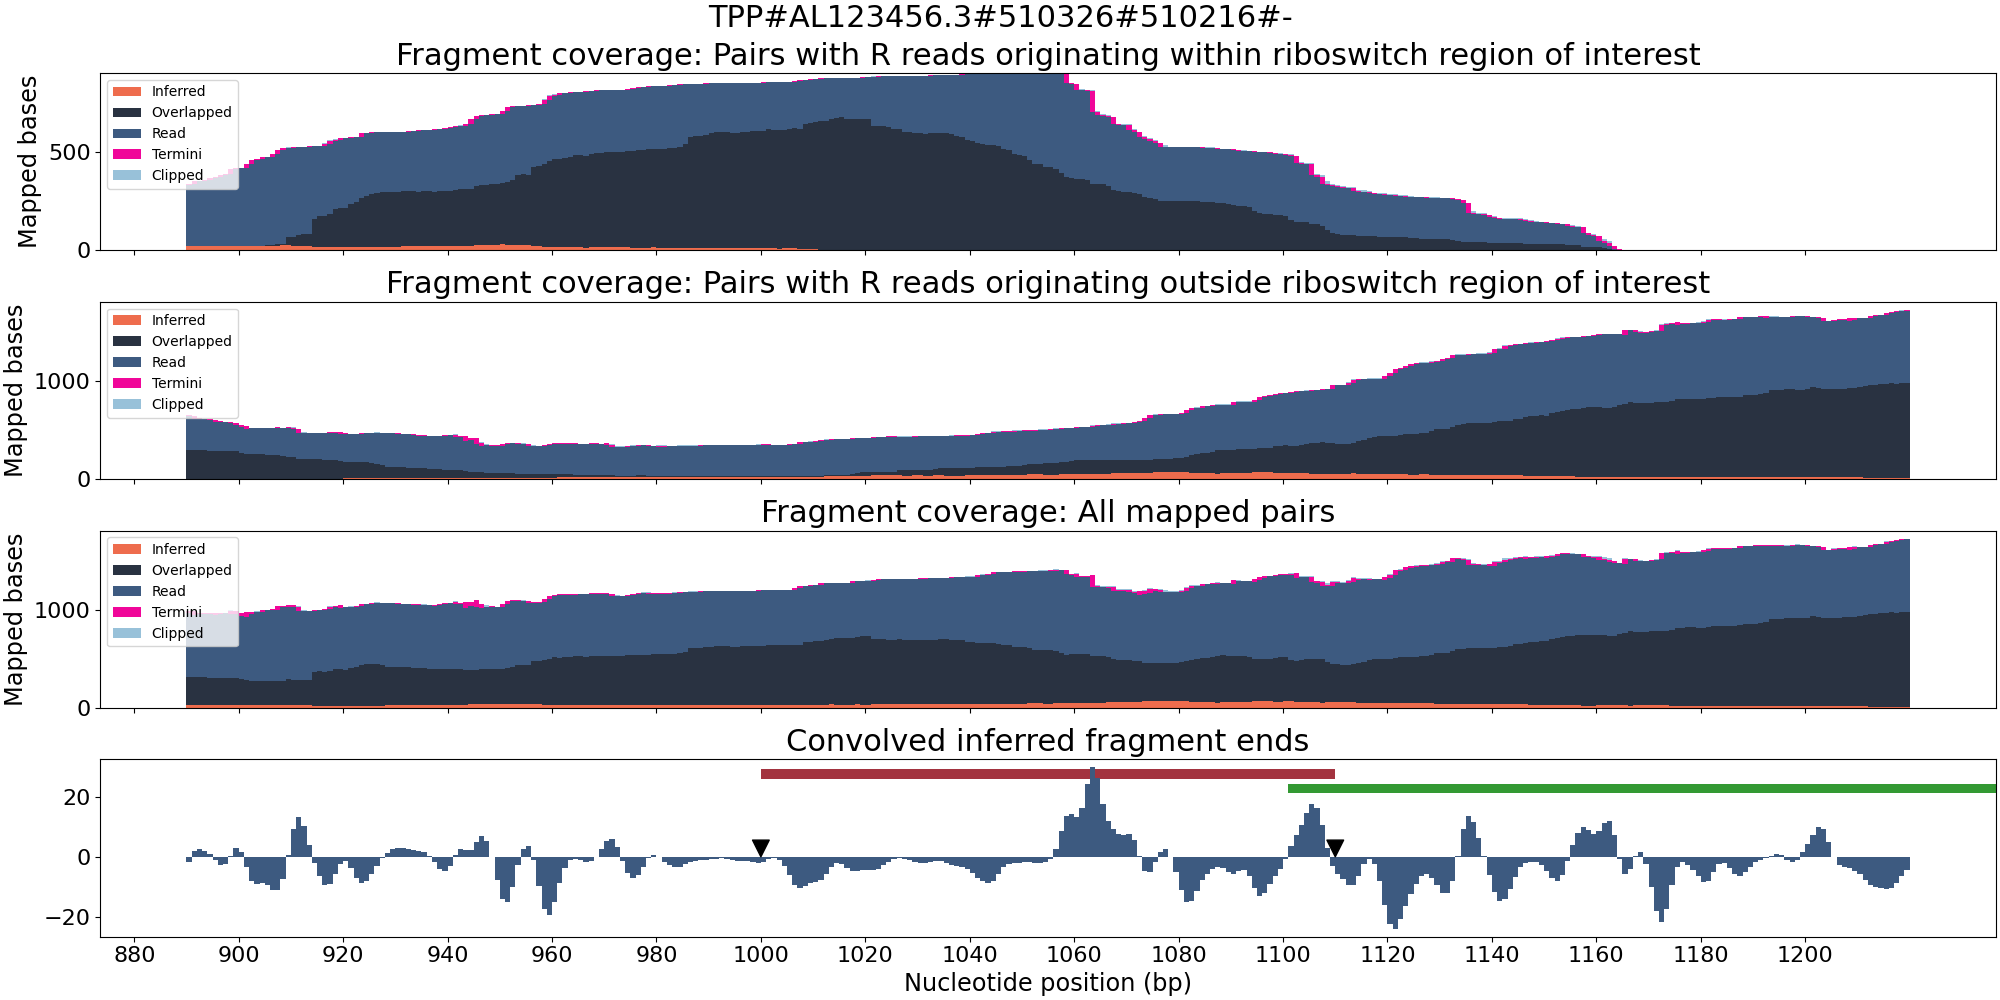 TPP#AL123456.3#510326#510216#-
Fragment coverage: Pairs with R reads originating within riboswitch region of interest
Mapped bases
500
0
Inferred
Overlapped
Read
Termini
Clipped
Fragment coverage: Pairs with R reads originating outside riboswitch region of interest
Mapped bases
1000
0
Inferred
Overlapped
Read
Termini
Clipped
Fragment coverage: All mapped pairs
Mapped bases
1000
0
Inferred
Overlapped
Read
Termini
Clipped
Convolved inferred fragment ends
20
0
−20
880 900 920 940 960 980 1000 1020 1040 1060 1080 1100 1120 1140 1160 1180 1200
Nucleotide position (bp)